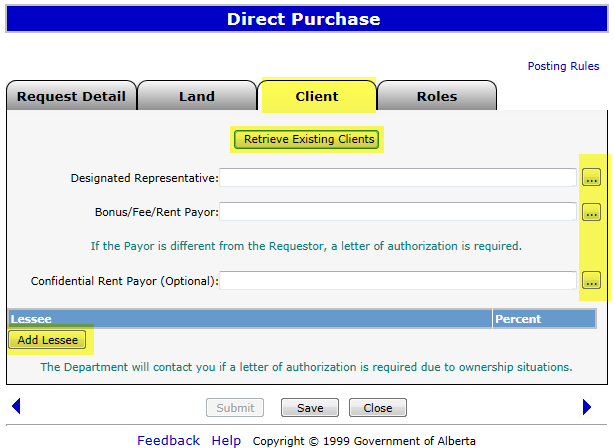 Direct Purchase
Posting Rules
Request Detail Land Client Roles
Retrieve Existing Clients
Designated Representative: ...
Bonus/Fee/Rent Payor: ...
If the Payor is different from the Requestor, a letter of authorization is required.
Confidential Rent Payor (Optional): ...
Lessee Percent
Add Lessee
The Department will contact you if a letter of authorization is required due to ownership situations.
Submit Save Close
Feedback Help Copyright © 1999 Government of Alberta